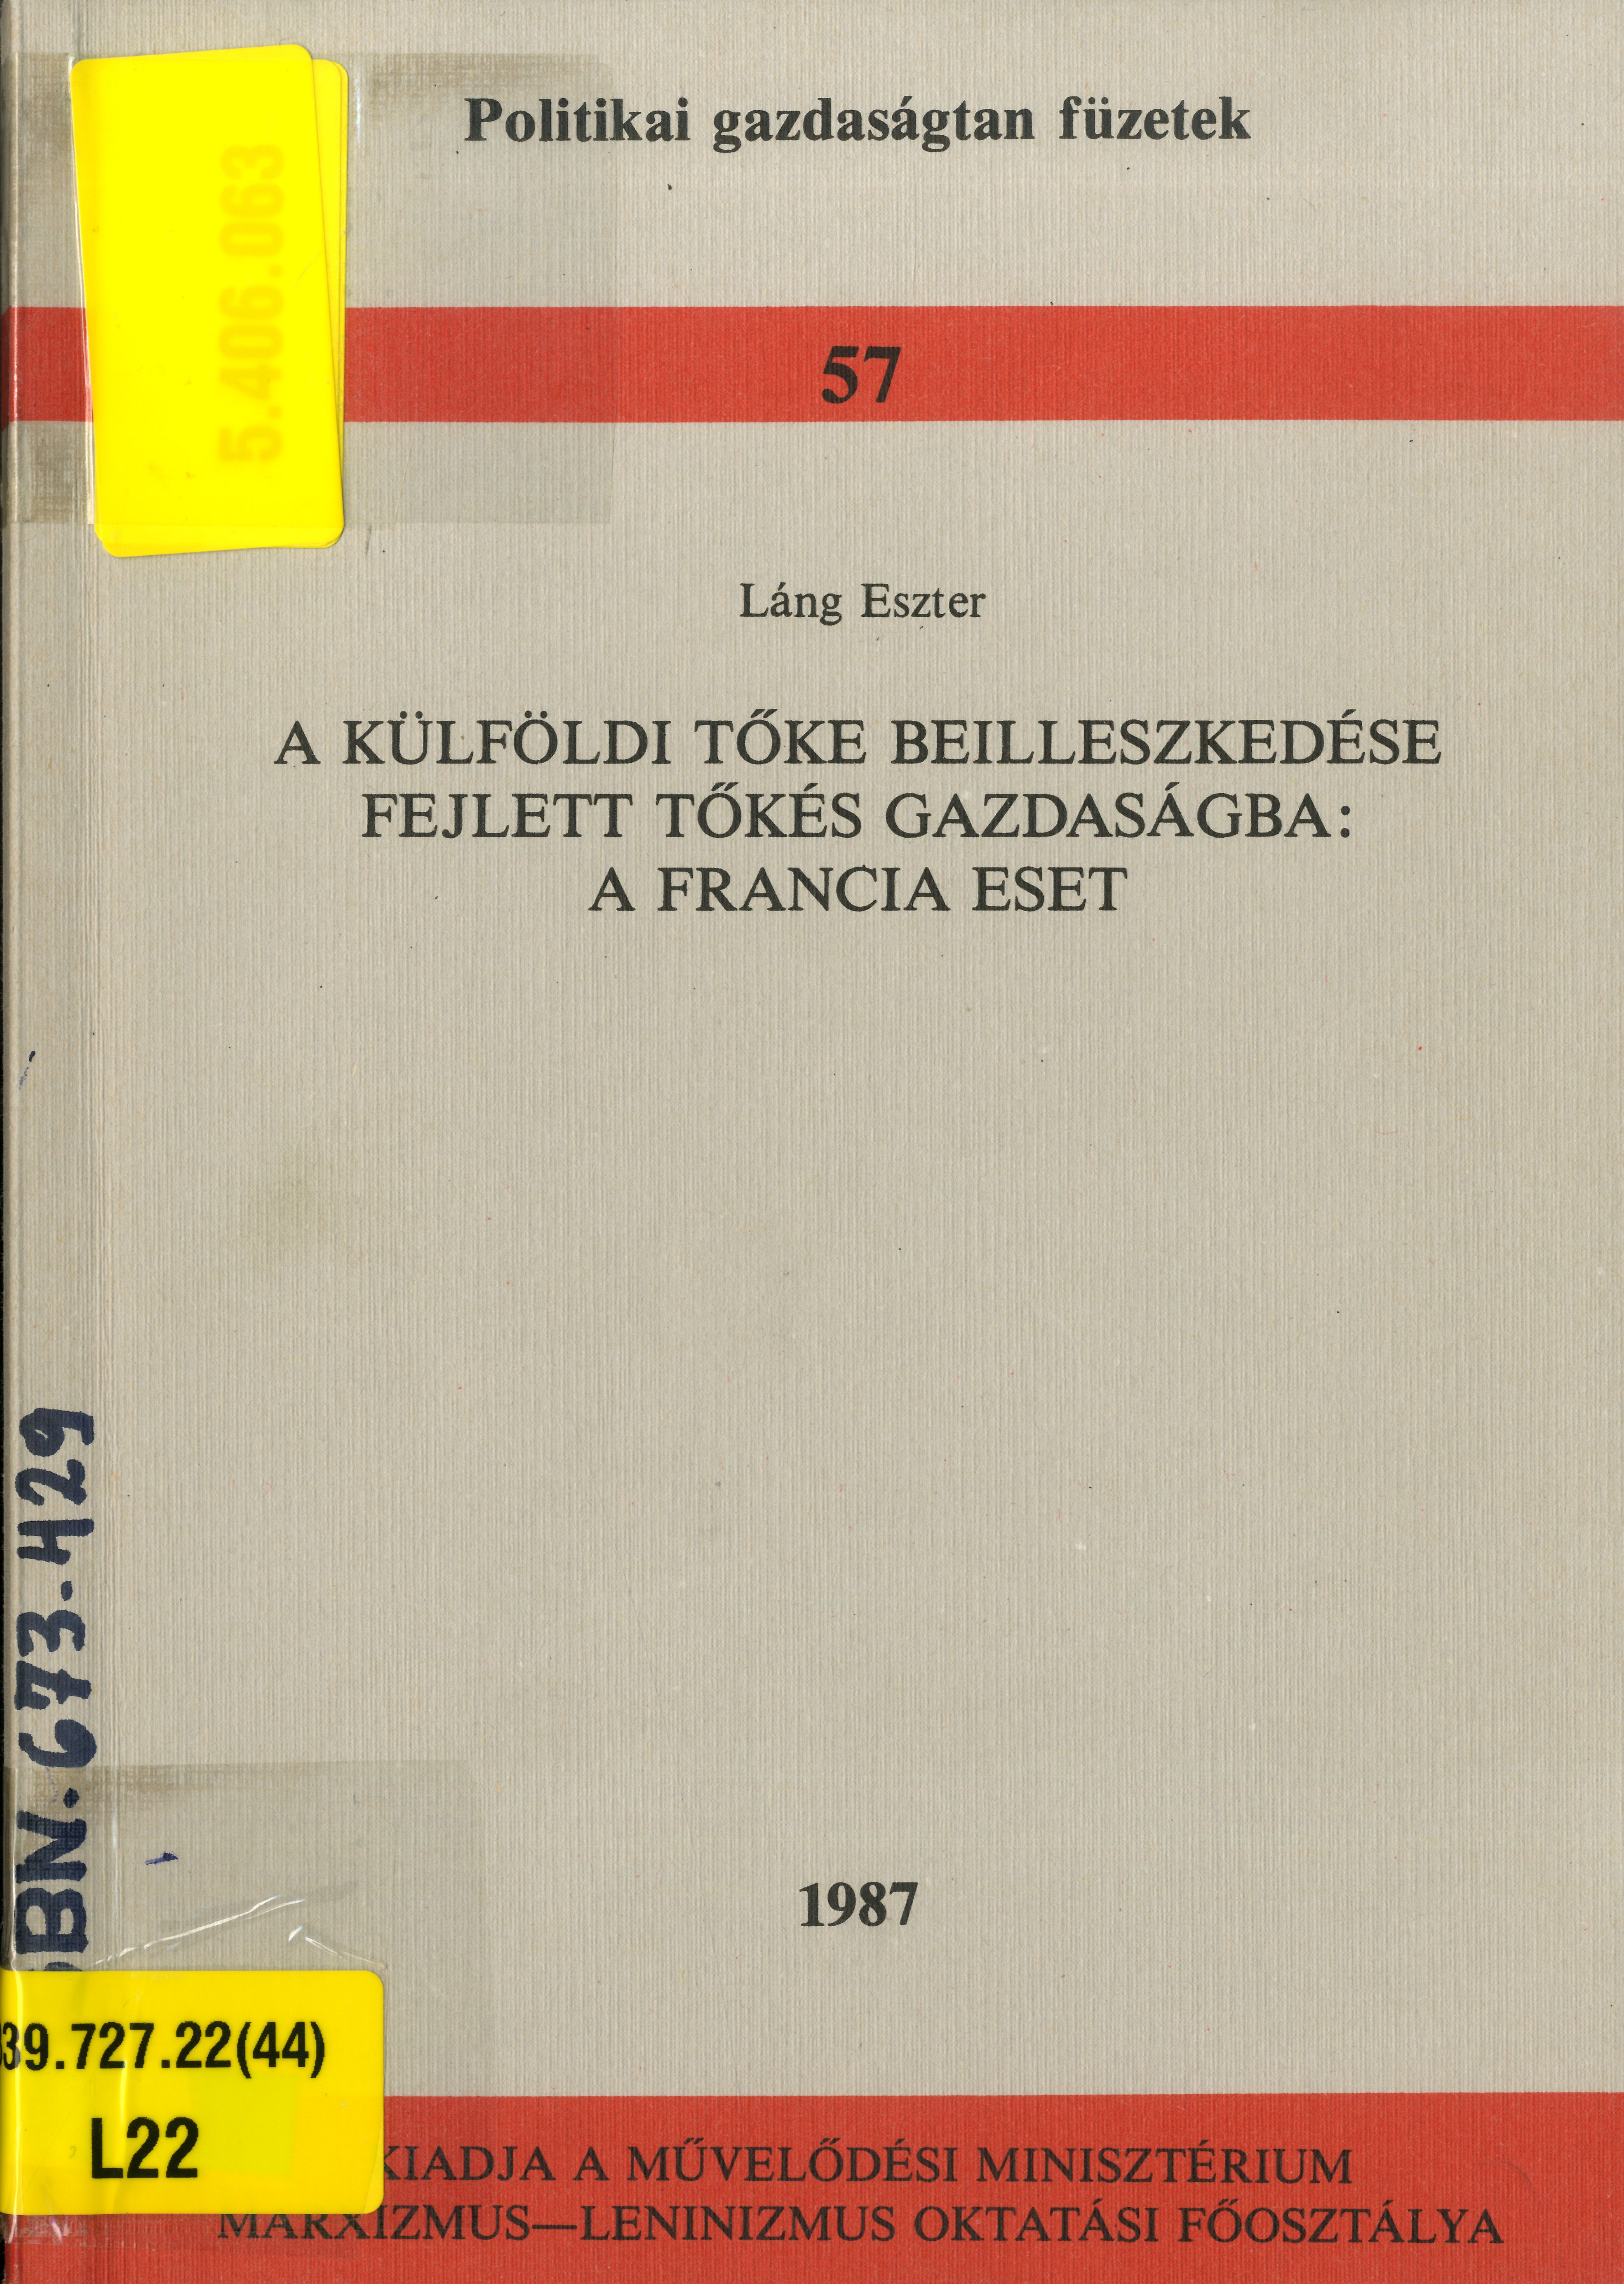 Politikai gazdaságtan füzetek
5.406.063
57
Láng Eszter
A KÜLFÖLDI TŐKE BEILLESZKEDÉSE
FEJLETT TŐKÉS GAZDASÁGBA:
A FRANCIA ESET
BN.673.429
1987
39.727.22(44)
L22
KIADJA A MŰVELŐDÉSI MINISZTÉRIUM
MARXIZMUS—LENINIZMUS OKTATÁSI FŐOSZTÁLYA